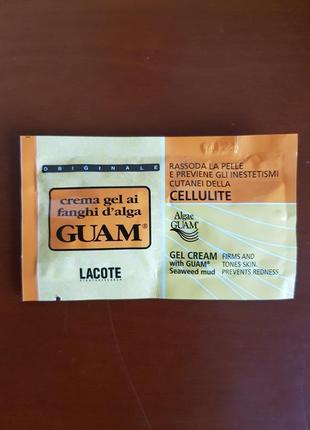 ORIGINALE
crema gel ai
fanghi d'alga
GUAM®
LACOTE
RASSODA LA PELLE
E PREVIENE GLI INESTETISMI
CUTANEI DELLA
CELLULITE
Algae
GUAM®
GEL CREAM
with GUAM®
Seaweed mud
FIRMS AND
TONES SKIN.
PREVENTS REDNESS